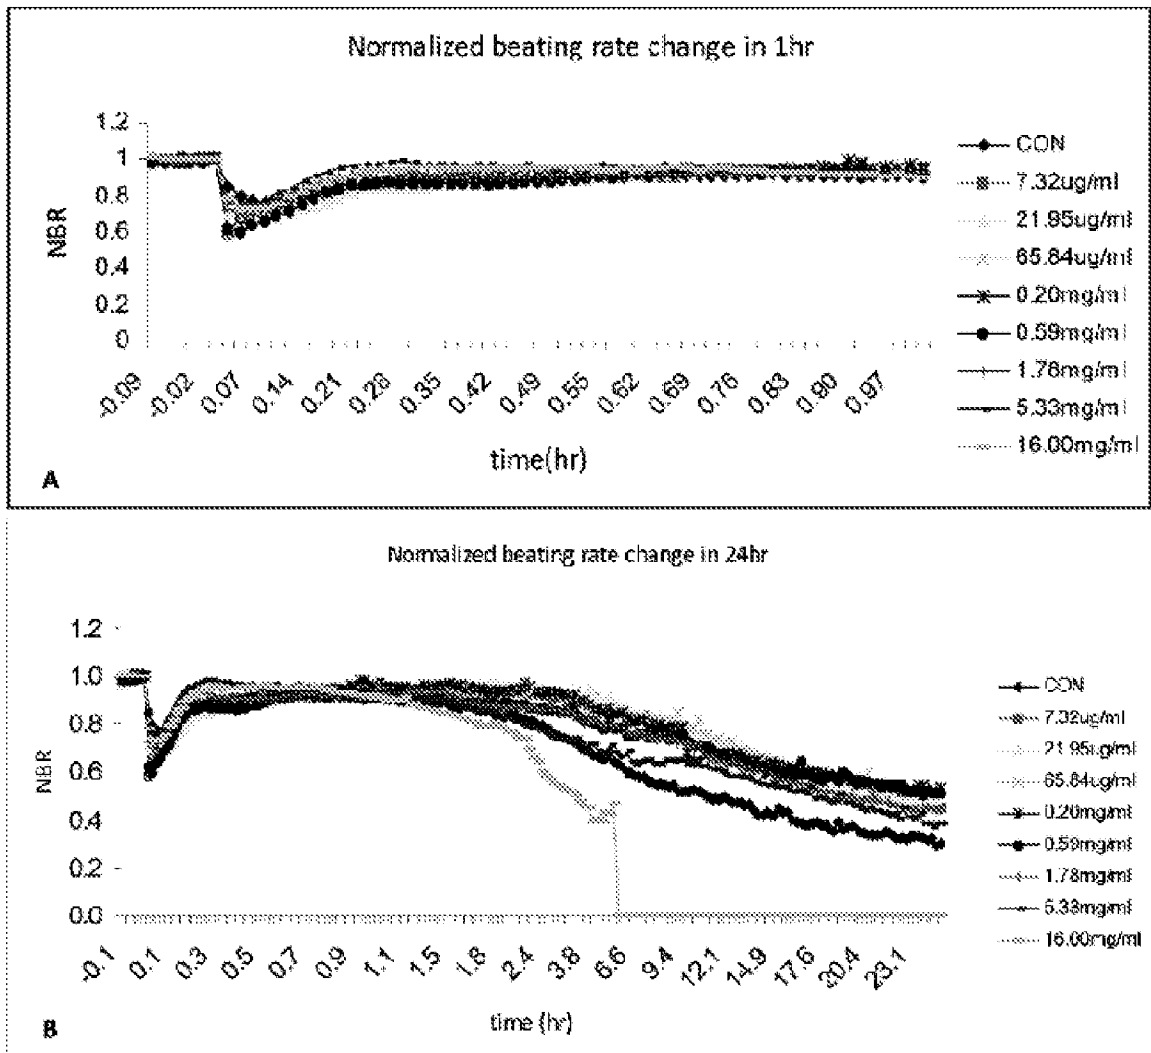 Normalized beating rate change in 1hr
1.2
1
0.8
0.6
0.4
0.2
0
NBR
-0.09
-0.02
0.07
0.14
0.21
0.28
0.35
0.42
0.49
0.55
0.62
0.69
0.76
0.83
0.90
0.97
time(hr)
CON
7.32ug/ml
21.95ug/ml
65.84ug/ml
0.20mg/ml
0.59mg/ml
1.78mg/ml
5.33mg/ml
16.00mg/ml
A
Normalized beating rate change in 24hr
1.2
1.0
0.8
0.6
0.4
0.2
0.0
NBR
-0.1
0.1
0.3
0.5
0.7
0.9
1.1
1.5
1.8
2.4
3.8
6.6
9.4
12.1
14.9
17.6
20.4
23.1
time (hr)
CON
7.32ug/ml
21.95ug/ml
65.84ug/ml
0.20mg/ml
0.59mg/ml
1.78mg/ml
5.33mg/ml
16.00mg/ml
B